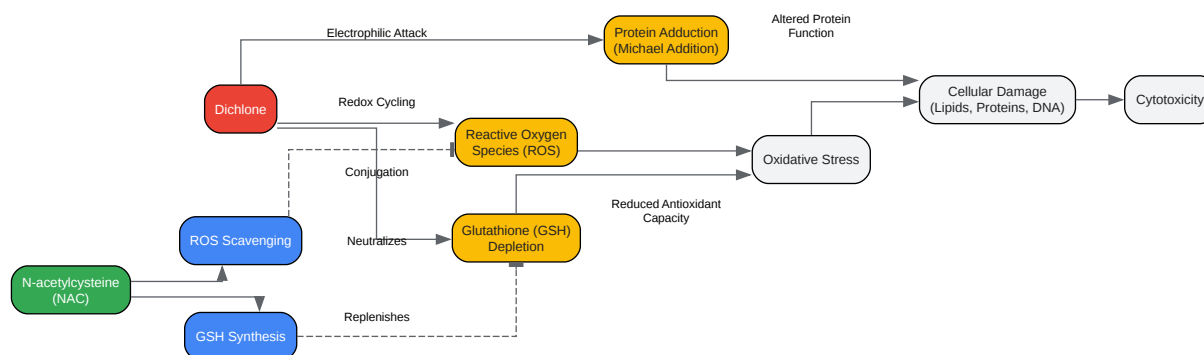 Altered Protein
Function
Electrophilic Attack
Protein Adduction
(Michael Addition)
Dichlone
Redox Cycling
Cellular Damage
(Lipids, Proteins, DNA)
Cytotoxicity
Reactive Oxygen
Species (ROS)
Oxidative Stress
Conjugation
Reduced Antioxidant
Capacity
ROS Scavenging
Neutralizes
Glutathione (GSH)
Depletion
N-acetylcysteine
(NAC)
Replenishes
GSH Synthesis